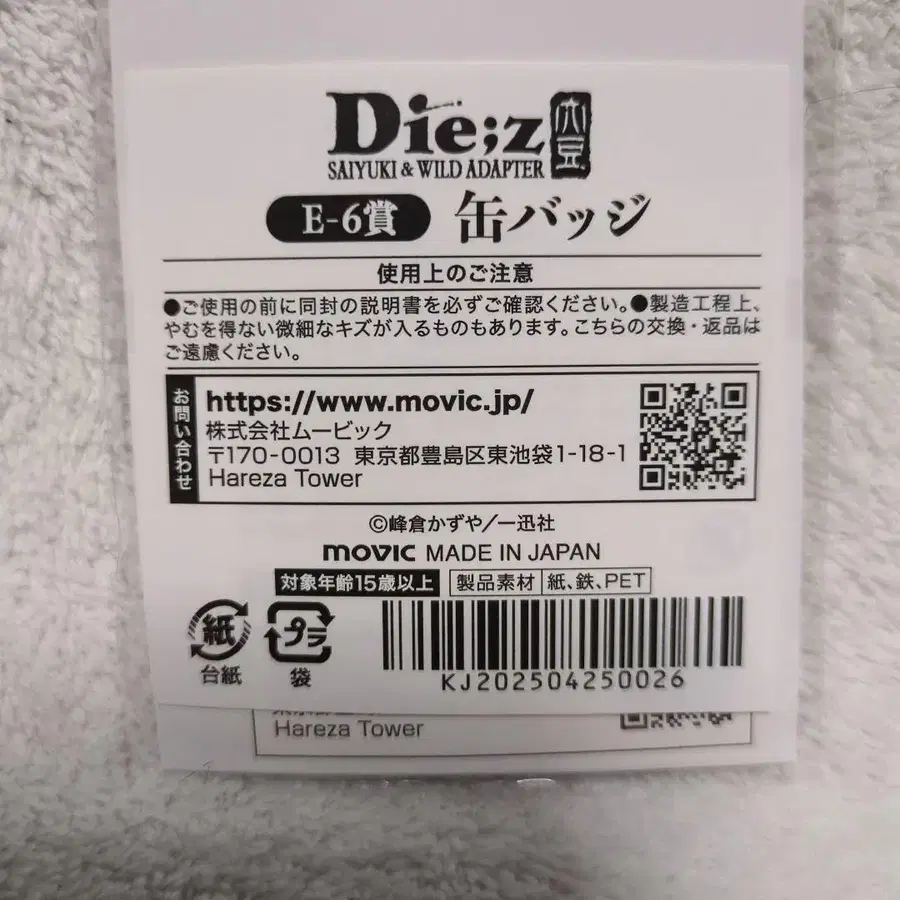 Die;z 大豆
SAIYUKI & WILD ADAPTER
E-6賞 缶バッジ
使用上のご注意
●ご使用の前に同封の説明書を必ずご確認ください。●製造工程上、
やむを得ない微細なキズが入るものもあります。こちらの交換・返品は
ご遠慮ください。
お問い合わせ
https://www.movic.jp/
株式会社ムービック
〒170-0013 東京都豊島区東池袋1-18-1
Hareza Tower
©峰倉かずや/一迅社
movic MADE IN JAPAN
対象年齢15歳以上 製品素材 紙、鉄、PET
紙 プラ
台紙 袋
KJ202504250026
Hareza Tower